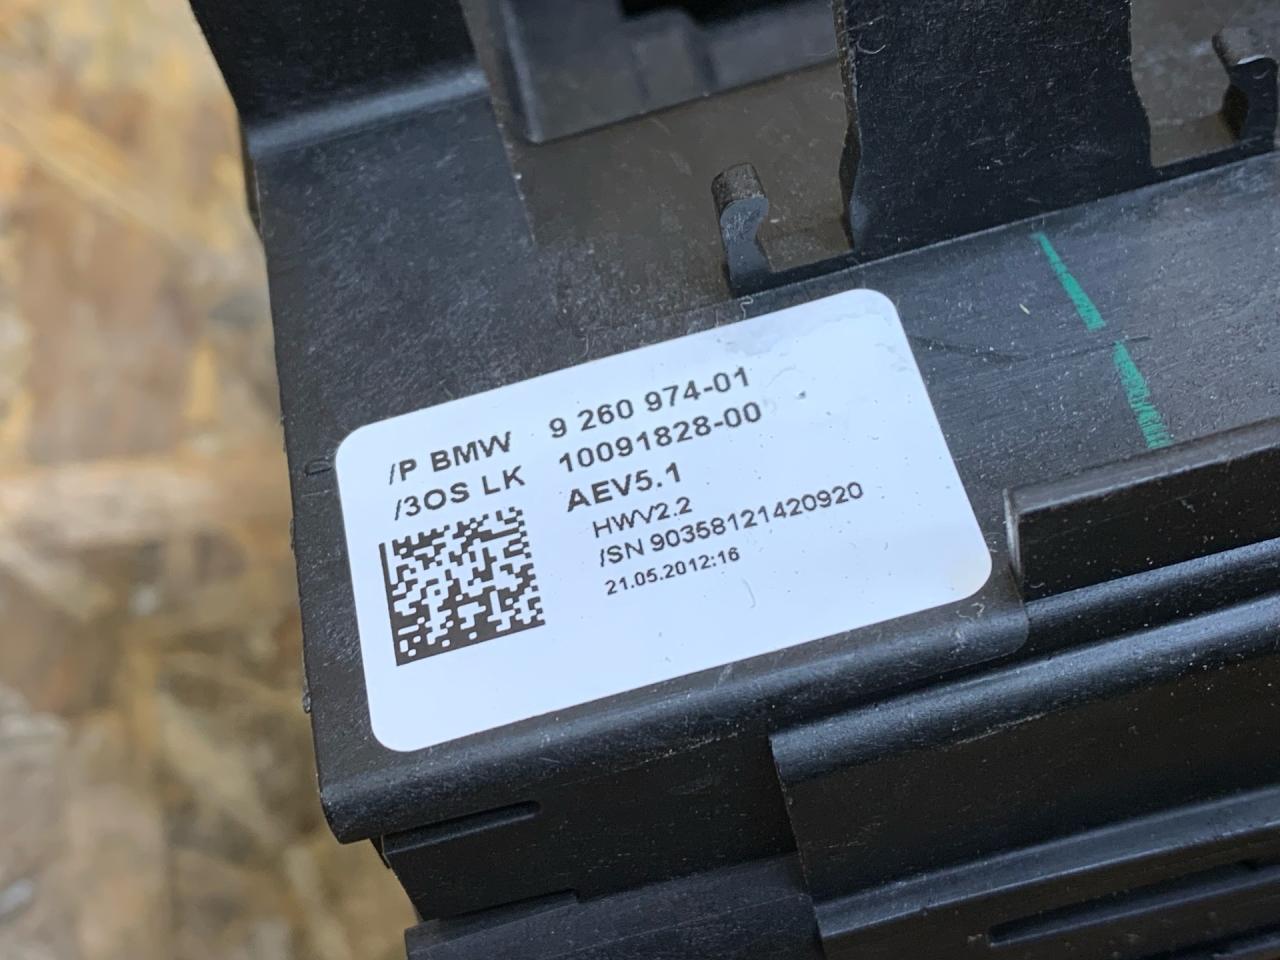 /P BMW 9 260 974-01
/3OS LK 10091828-00
AEV5.1
HWV2.2
/SN 90358121420920
21.05.2012:16